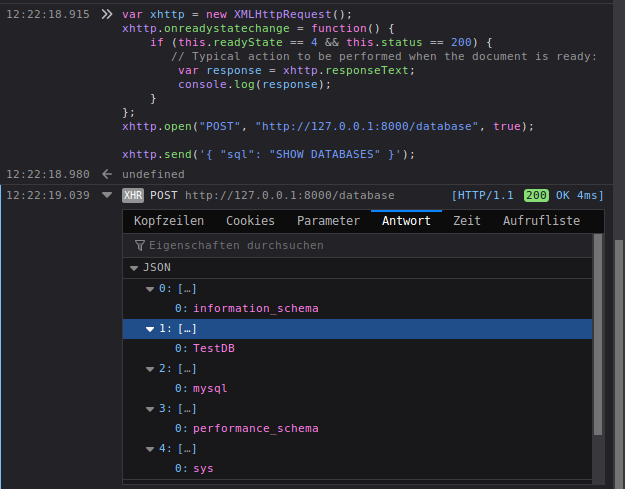 12:22:18.915 var xhttp = new XMLHttpRequest();
xhttp.onreadystatechange = function() {
if (this.readyState == 4 && this.status == 200) {
// Typical action to be performed when the document is ready:
var response = xhttp.responseText;
console.log(response);
}
};
xhttp.open("POST", "http://127.0.0.1:8000/database", true);
xhttp.send('{ "sql": "SHOW DATABASES" }');
12:22:18.980 undefined
12:22:19.039 XHR POST http://127.0.0.1:8000/database [HTTP/1.1 200 OK 4ms]
Kopfzeilen Cookies Parameter Antwort Zeit Aufrufliste
Eigenschaften durchsuchen
JSON
0: […]
0: information_schema
1: […]
0: TestDB
2: […]
0: mysql
3: […]
0: performance_schema
4: […]
0: sys